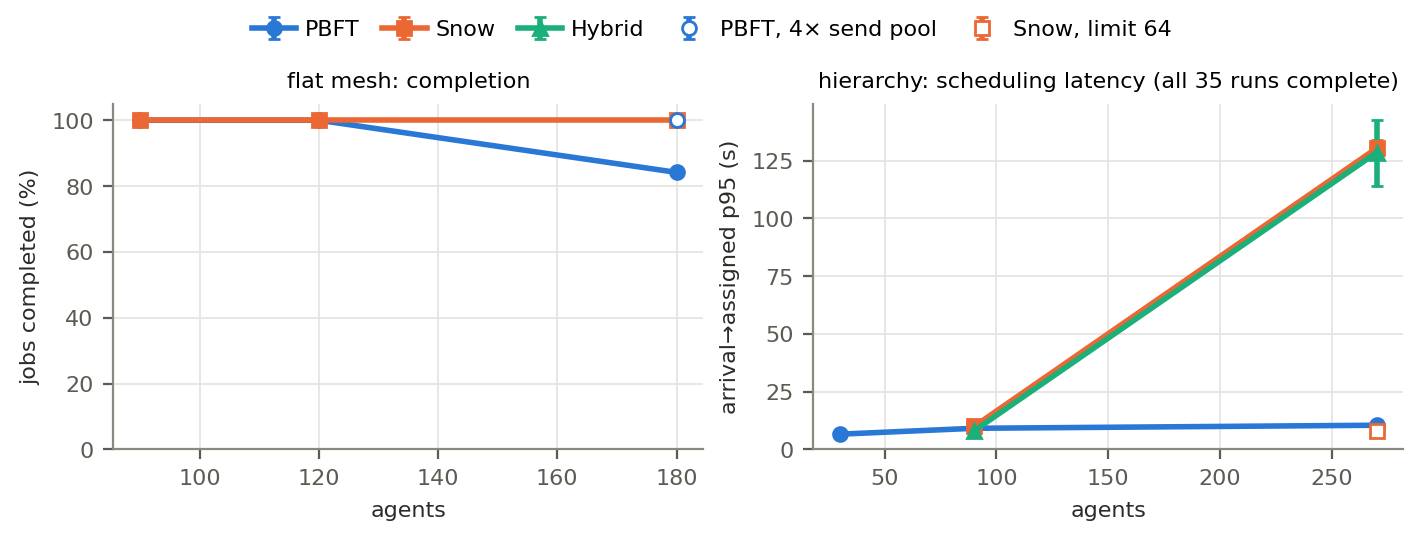 PBFT Snow Hybrid PBFT, 4× send pool Snow, limit 64
flat mesh: completion
jobs completed (%)
100
80
60
40
20
0
100 120 140 160 180
agents
hierarchy: scheduling latency (all 35 runs complete)
arrival→assigned p95 (s)
125
100
75
50
25
0
50 100 150 200 250
agents